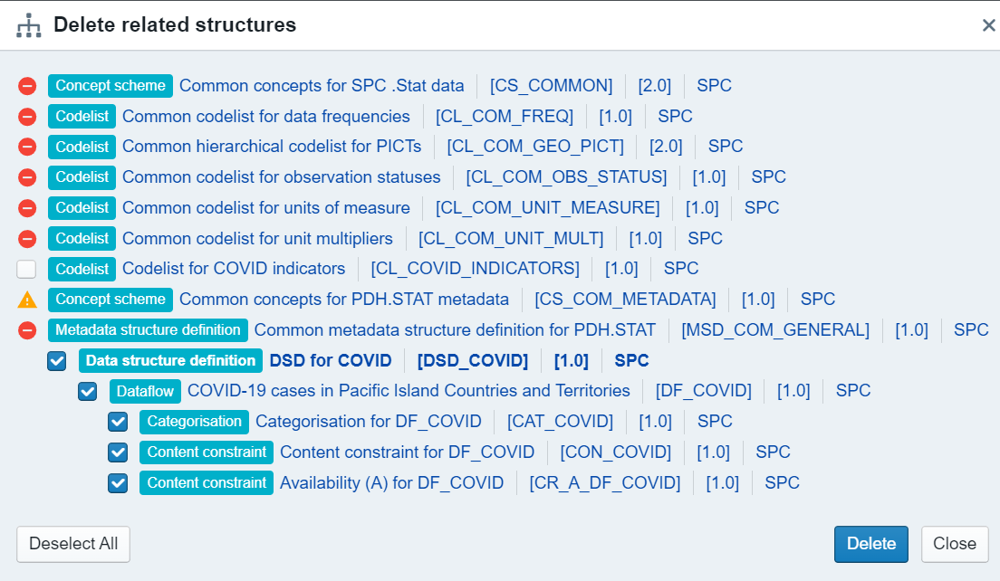 Delete related structures
Concept scheme Common concepts for SPC .Stat data [CS_COMMON] [2.0] SPC
Codelist Common codelist for data frequencies [CL_COM_FREQ] [1.0] SPC
Codelist Common hierarchical codelist for PICTs [CL_COM_GEO_PICT] [2.0] SPC
Codelist Common codelist for observation statuses [CL_COM_OBS_STATUS] [1.0] SPC
Codelist Common codelist for units of measure [CL_COM_UNIT_MEASURE] [1.0] SPC
Codelist Common codelist for unit multipliers [CL_COM_UNIT_MULT] [1.0] SPC
Codelist Codelist for COVID indicators [CL_COVID_INDICATORS] [1.0] SPC
Concept scheme Common concepts for PDH.STAT metadata [CS_COM_METADATA] [1.0] SPC
Metadata structure definition Common metadata structure definition for PDH.STAT [MSD_COM_GENERAL] [1.0] SPC
Data structure definition DSD for COVID [DSD_COVID] [1.0] SPC
Dataflow COVID-19 cases in Pacific Island Countries and Territories [DF_COVID] [1.0] SPC
Categorisation Categorisation for DF_COVID [CAT_COVID] [1.0] SPC
Content constraint Content constraint for DF_COVID [CON_COVID] [1.0] SPC
Content constraint Availability (A) for DF_COVID [CR_A_DF_COVID] [1.0] SPC
Deselect All Delete Close